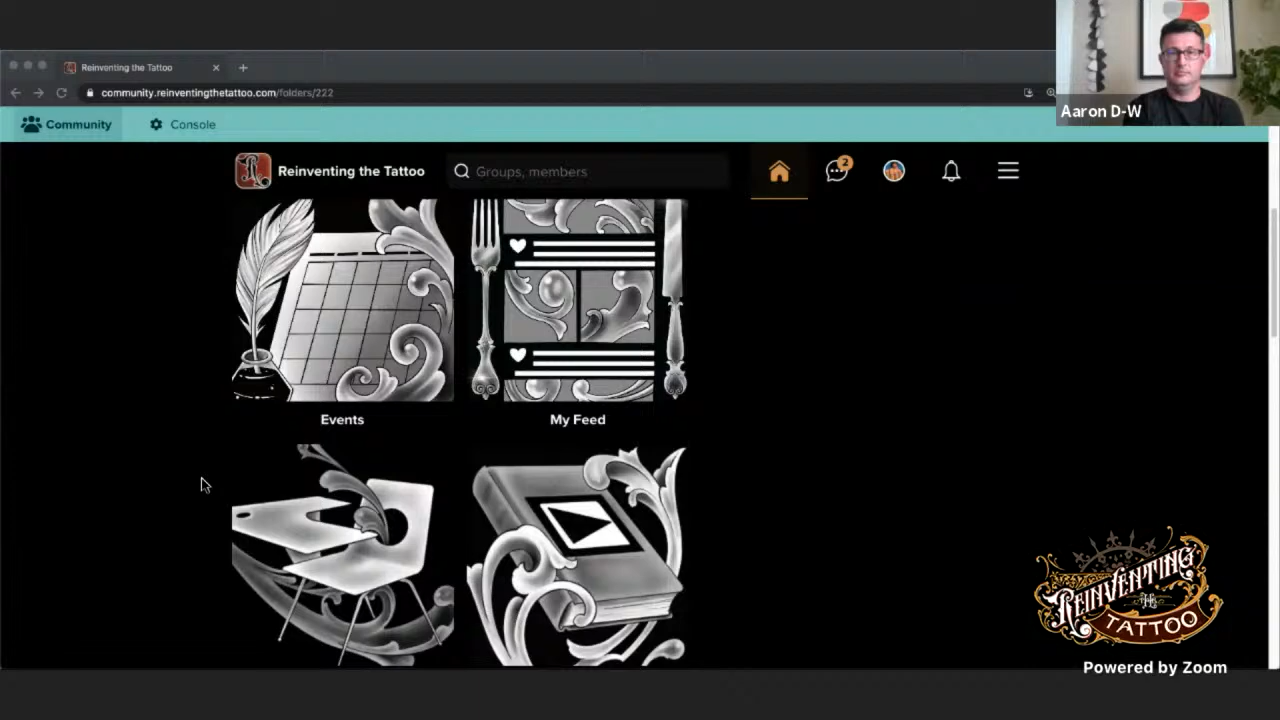 Reinventing the Tattoo
community.reinventingthetattoo.com/folders/222
Aaron D-W
Community
Console
Reinventing the Tattoo
Groups, members
2
Events
My Feed
REINVENTING
THE
TATTOO
Powered by Zoom